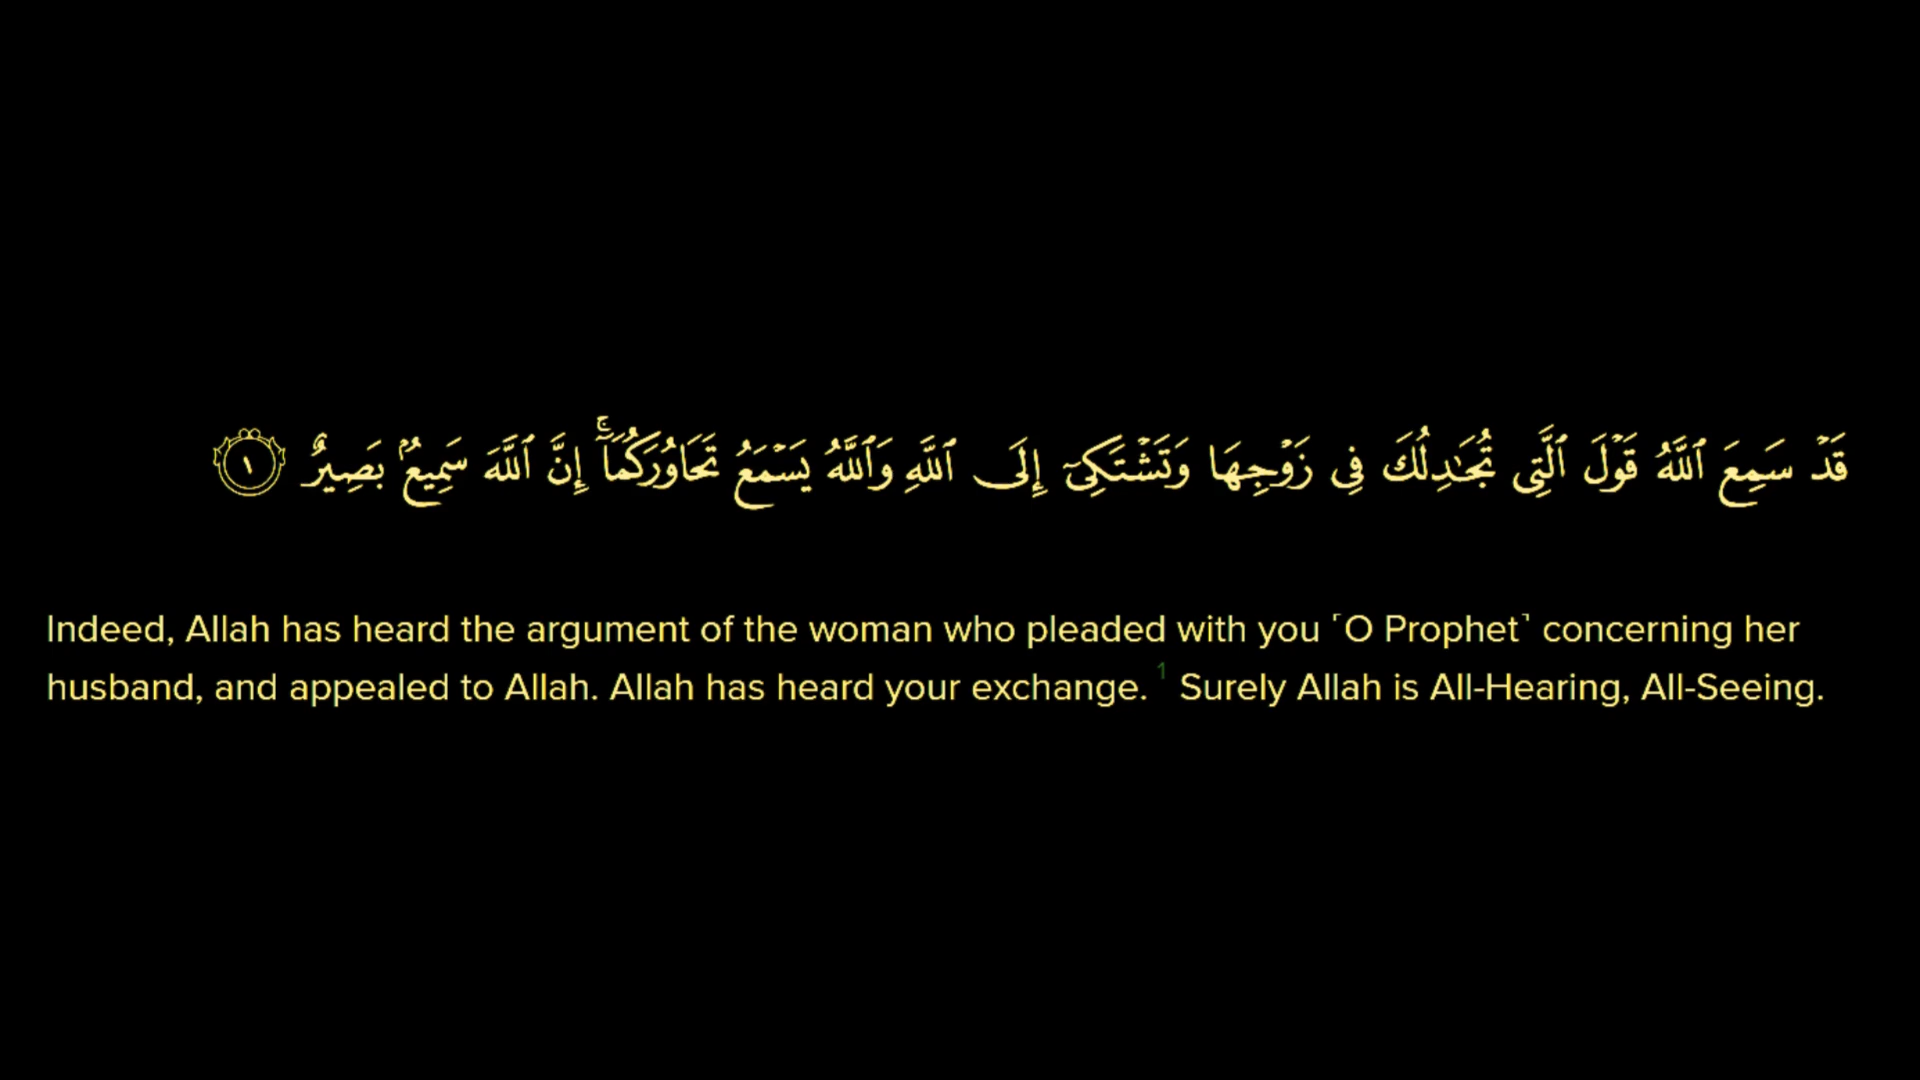 قَدْ سَمِعَ ٱللَّهُ قَوْلَ ٱلَّتِى تُجَـٰدِلُكَ فِى زَوْجِهَا وَتَشْتَكِىٓ إِلَى ٱللَّهِ وَٱللَّهُ يَسْمَعُ تَحَاوُرَكُمَآ ۚ إِنَّ ٱللَّهَ سَمِيعٌۢ بَصِيرٌ ١
Indeed, Allah has heard the argument of the woman who pleaded with you ˹O Prophet˺ concerning her
husband, and appealed to Allah. Allah has heard your exchange. 1 Surely Allah is All-Hearing, All-Seeing.